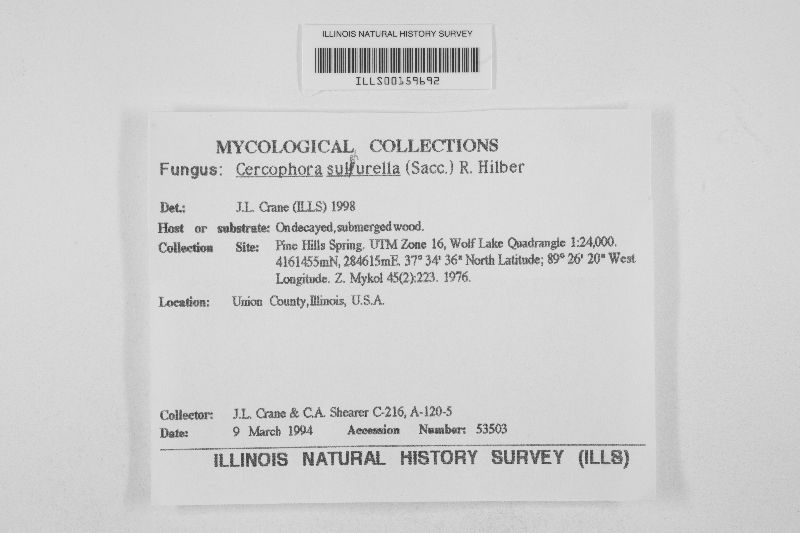 ILLINOIS NATURAL HISTORY SURVEY
ILLS00159692
MYCOLOGICAL COLLECTIONS
Fungus: Cercophora sulfurella (Sacc.) R. Hilber
Det.: J.L. Crane (ILLS) 1998
Host or substrate: On decayed, submerged wood.
Collection Site: Pine Hills Spring. UTM Zone 16, Wolf Lake Quadrangle 1:24,000.
4161455mN, 284615mE. 37° 34' 36" North Latitude; 89° 26' 20" West
Longitude. Z. Mykol 45(2):223. 1976.
Location: Union County, Illinois, U.S.A.
Collector: J.L. Crane & C.A. Shearer C-216, A-120-5
Date: 9 March 1994 Accession Number: 53503
ILLINOIS NATURAL HISTORY SURVEY (ILLS)